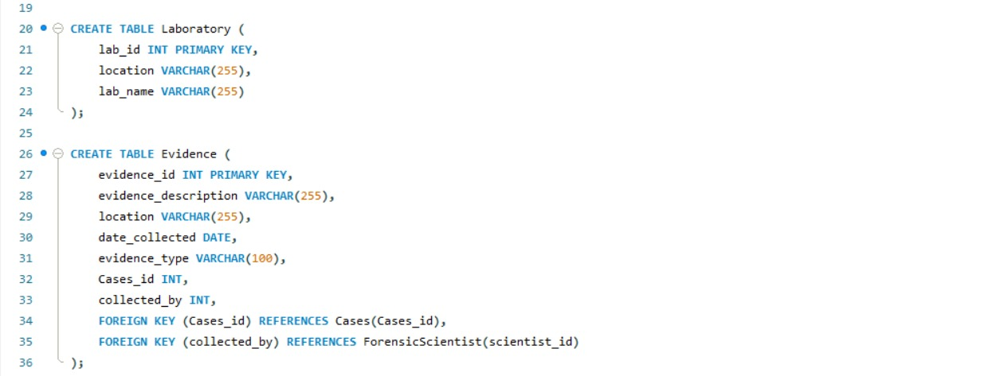 19
20 CREATE TABLE Laboratory (
21 lab_id INT PRIMARY KEY,
22 location VARCHAR(255),
23 lab_name VARCHAR(255)
24 );
25
26 CREATE TABLE Evidence (
27 evidence_id INT PRIMARY KEY,
28 evidence_description VARCHAR(255),
29 location VARCHAR(255),
30 date_collected DATE,
31 evidence_type VARCHAR(100),
32 Cases_id INT,
33 collected_by INT,
34 FOREIGN KEY (Cases_id) REFERENCES Cases(Cases_id),
35 FOREIGN KEY (collected_by) REFERENCES ForensicScientist(scientist_id)
36 );